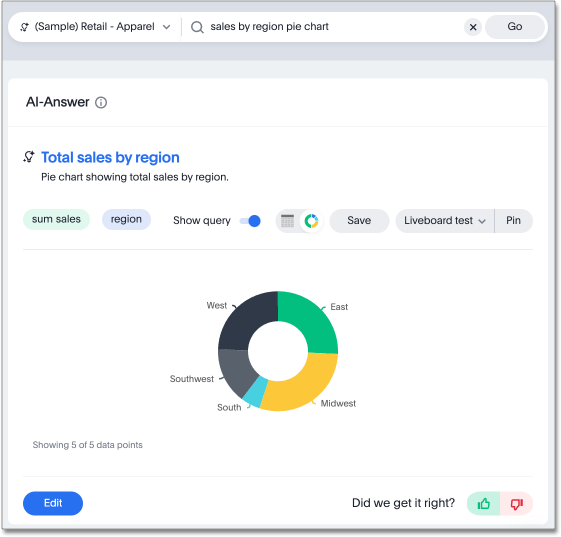 (Sample) Retail - Apparel sales by region pie chart Go
AI-Answer
Total sales by region
Pie chart showing total sales by region.
sum sales region Show query Save Liveboard test Pin
West East
Southwest
South Midwest
Showing 5 of 5 data points
Edit Did we get it right?